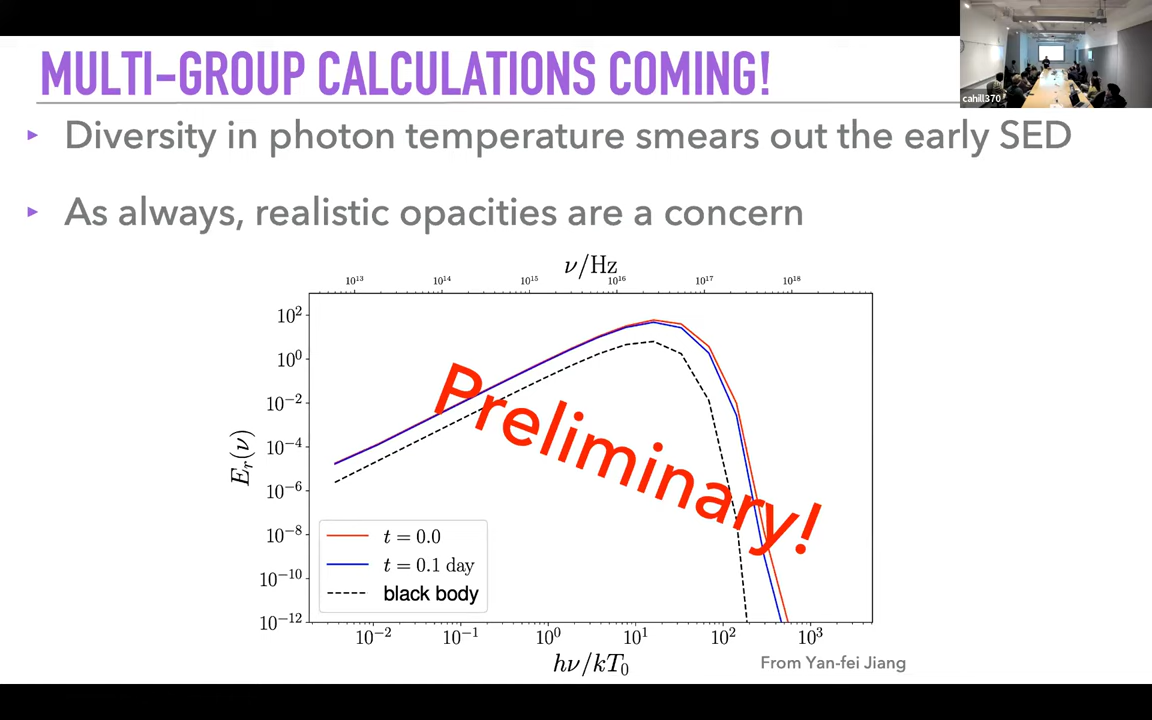 MULTI-GROUP CALCULATIONS COMING!
cahill370
▸ Diversity in photon temperature smears out the early SED
▸ As always, realistic opacities are a concern
ν/Hz
10¹³ 10¹⁴ 10¹⁵ 10¹⁶ 10¹⁷ 10¹⁸
10²
10⁰
10⁻²
10⁻⁴
10⁻⁶
10⁻⁸
10⁻¹⁰
10⁻¹²
Eᵣ(ν)
Preliminary!
t = 0.0
t = 0.1 day
black body
10⁻² 10⁻¹ 10⁰ 10¹ 10² 10³
hν/kT₀
From Yan-fei Jiang